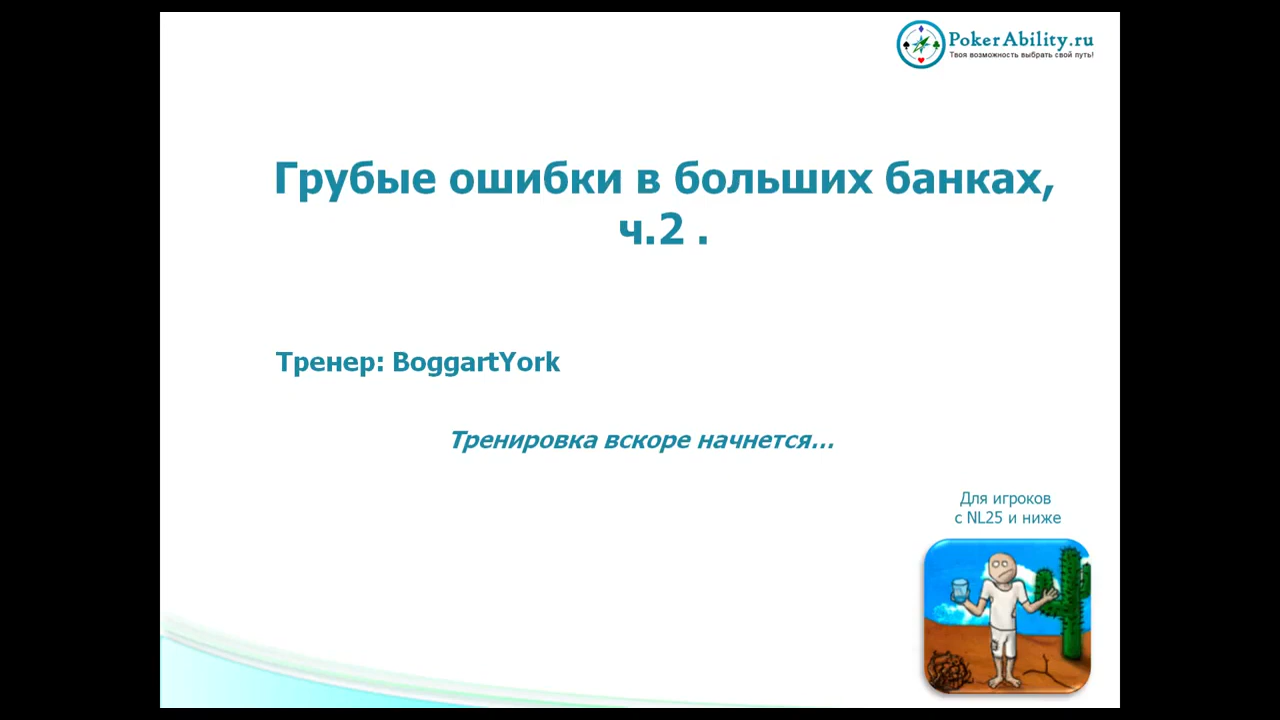 PokerAbility.ru
Твоя возможность выбрать свой путь!
Грубые ошибки в больших банках,
ч.2 .
Тренер: BoggartYork
Тренировка вскоре начнется...
Для игроков
с NL25 и ниже